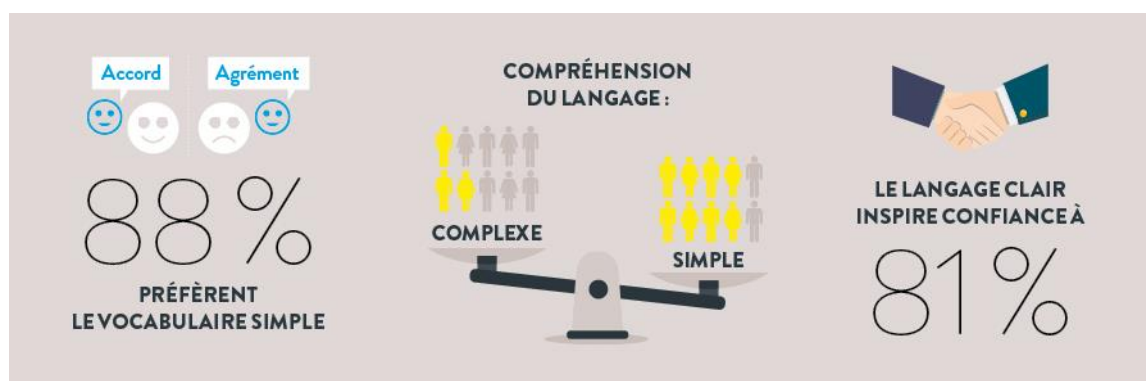 Accord
Agrément
88 %
PRÉFÈRENT
LE VOCABULAIRE SIMPLE
COMPRÉHENSION
DU LANGAGE :
COMPLEXE
SIMPLE
LE LANGAGE CLAIR
INSPIRE CONFIANCE À
81 %